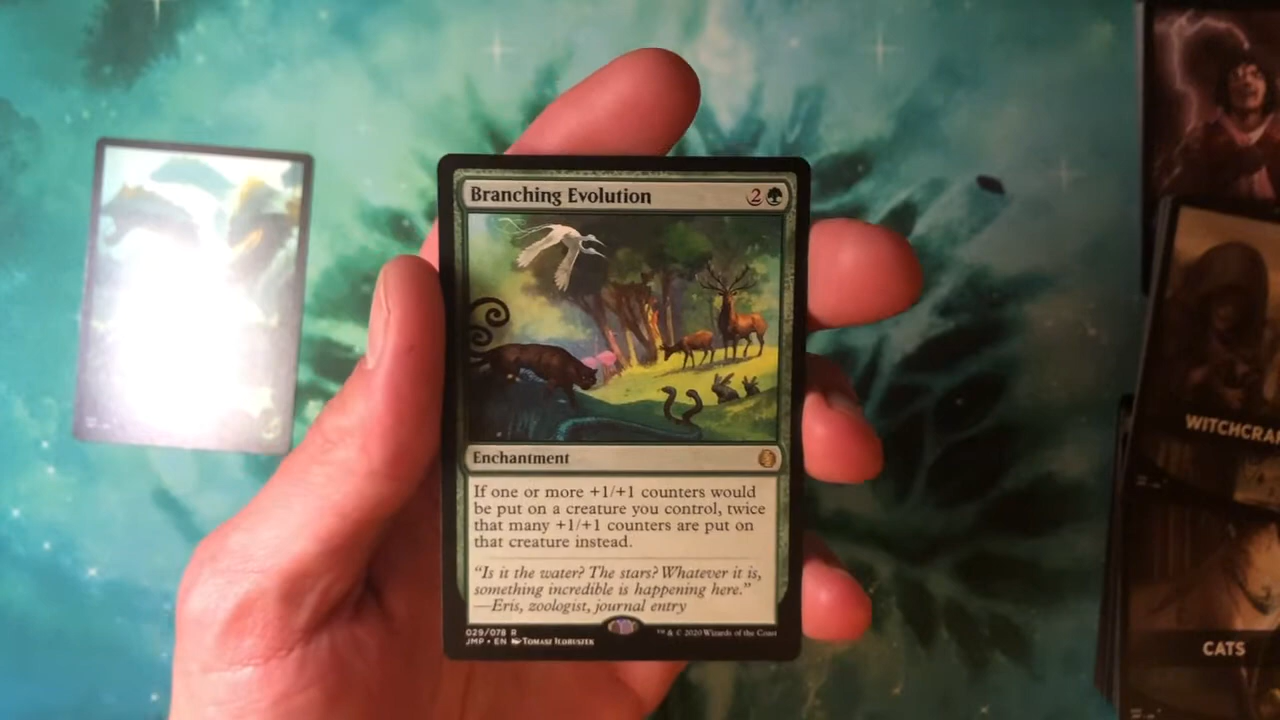 Branching Evolution 2
Enchantment
If one or more +1/+1 counters would
be put on a creature you control, twice
that many +1/+1 counters are put on
that creature instead.
"Is it the water? The stars? Whatever it is,
something incredible is happening here."
—Eris, zoologist, journal entry
029/078 R
JMP • EN
™ & © 2020 Wizards of the Coast
WITCHCRA
CATS